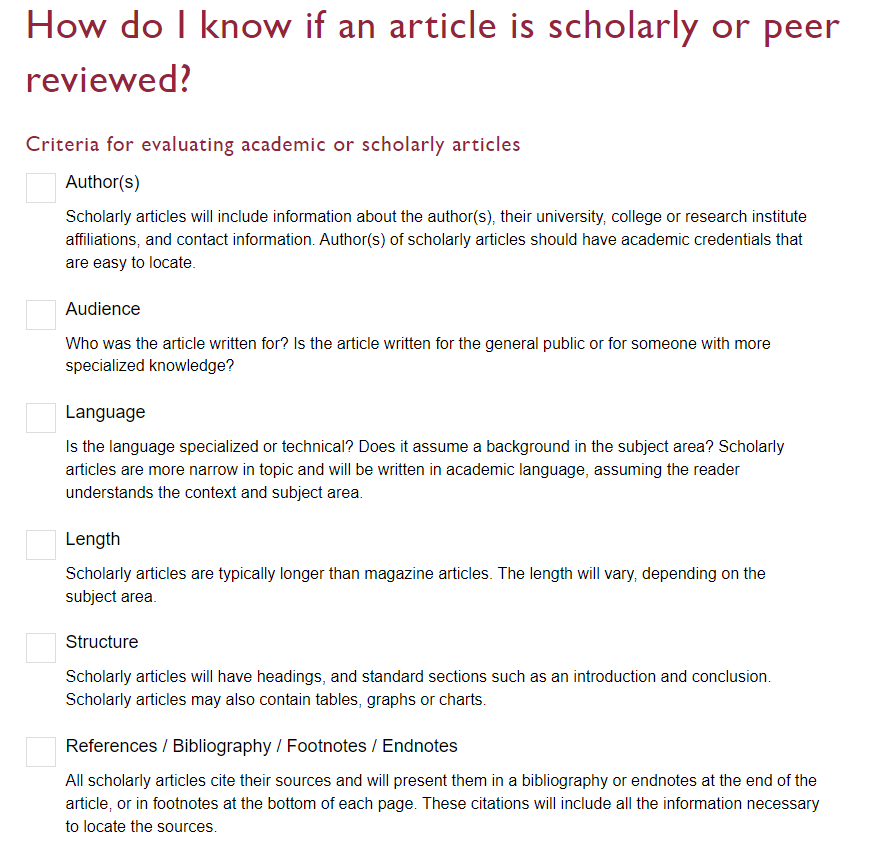 How do I know if an article is scholarly or peer
reviewed?
Criteria for evaluating academic or scholarly articles
Author(s)
Scholarly articles will include information about the author(s), their university, college or research institute
affiliations, and contact information. Author(s) of scholarly articles should have academic credentials that
are easy to locate.
Audience
Who was the article written for? Is the article written for the general public or for someone with more
specialized knowledge?
Language
Is the language specialized or technical? Does it assume a background in the subject area? Scholarly
articles are more narrow in topic and will be written in academic language, assuming the reader
understands the context and subject area.
Length
Scholarly articles are typically longer than magazine articles. The length will vary, depending on the
subject area.
Structure
Scholarly articles will have headings, and standard sections such as an introduction and conclusion.
Scholarly articles may also contain tables, graphs or charts.
References / Bibliography / Footnotes / Endnotes
All scholarly articles cite their sources and will present them in a bibliography or endnotes at the end of the
article, or in footnotes at the bottom of each page. These citations will include all the information necessary
to locate the sources.